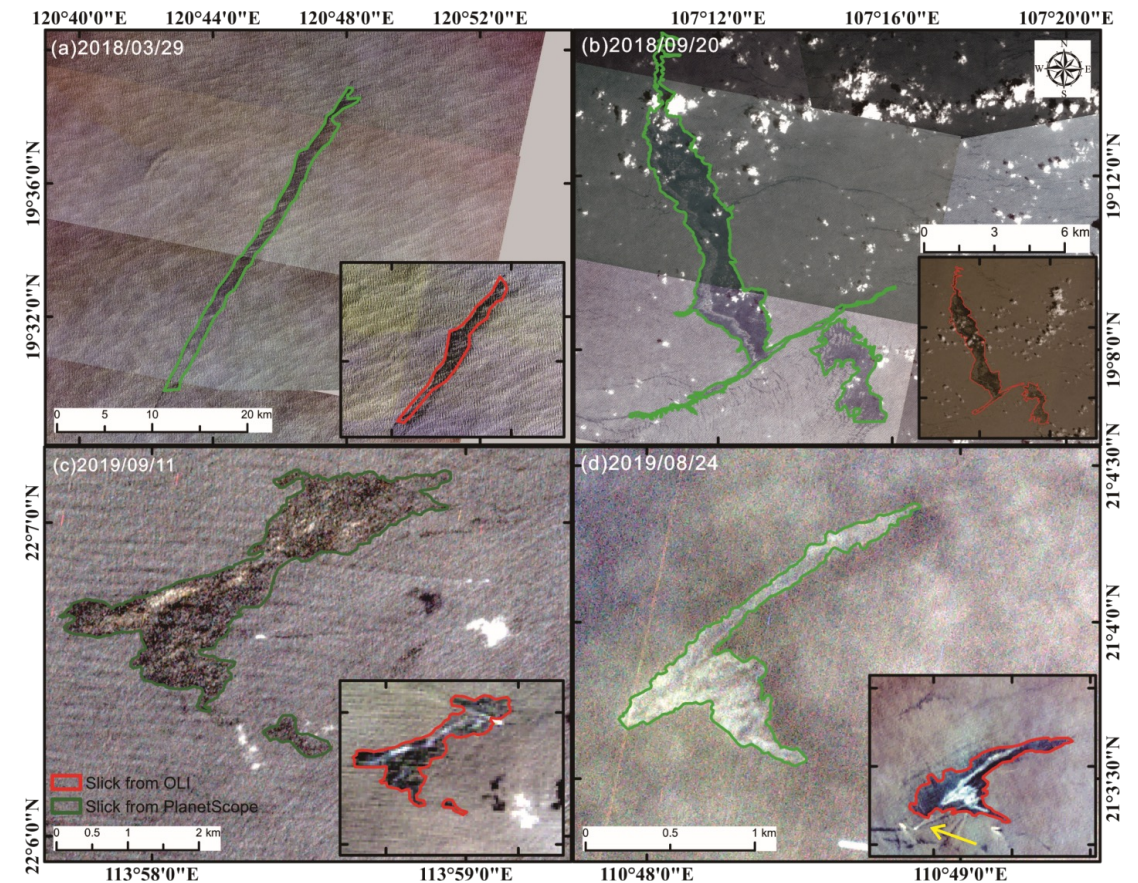 120°40'0"E 120°44'0"E 120°48'0"E 120°52'0"E 107°12'0"E 107°16'0"E 107°20'0"E
(a)2018/03/29
19°36'0"N
19°32'0"N
0 5 10 20 km
(b)2018/09/20
N
W E
S
19°12'0"N
19°8'0"N
0 3 6 km
(c)2019/09/11
22°7'0"N
22°6'0"N
Slick from OLI
Slick from PlanetScope
0 0.5 1 2 km
(d)2019/08/24
21°4'30"N
21°4'0"N
21°3'30"N
0 0.5 1 km
113°58'0"E 113°59'0"E 110°48'0"E 110°49'0"E